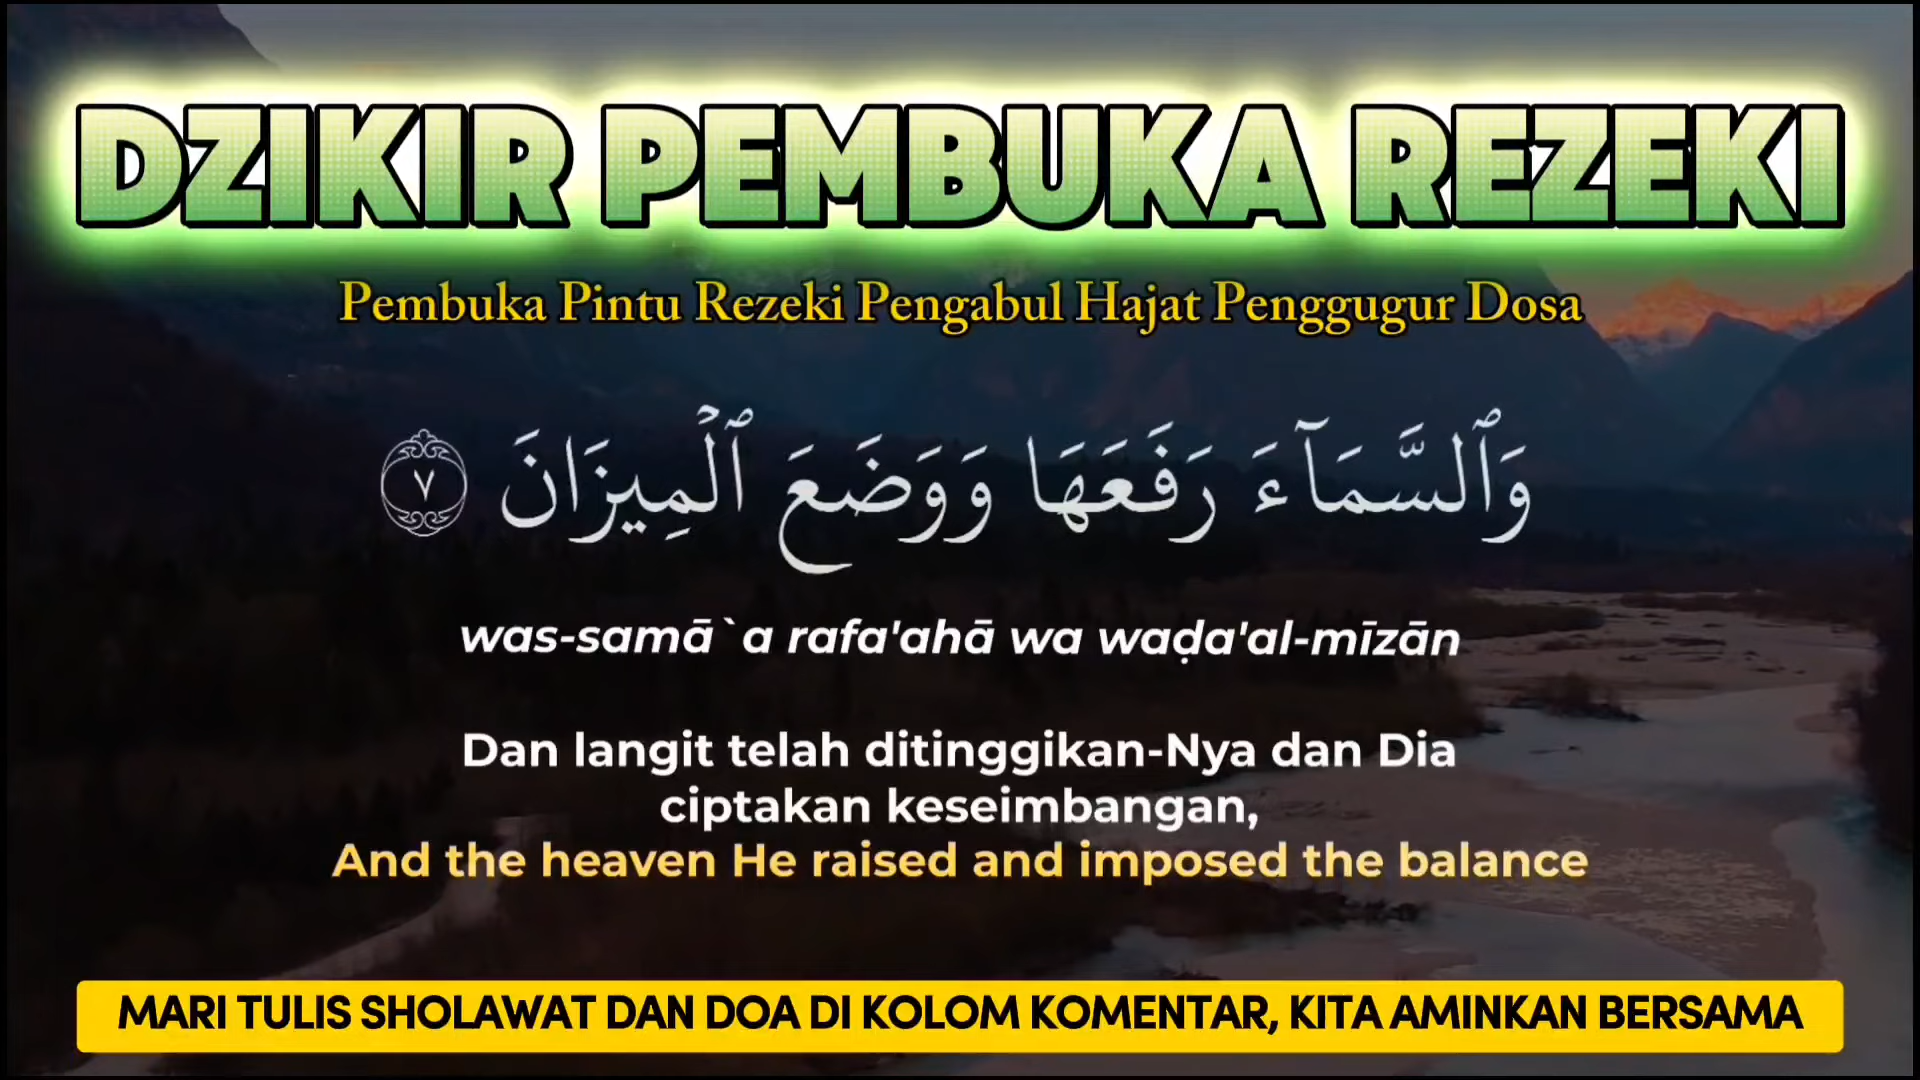 DZIKIR PEMBUKA REZEKI
Pembuka Pintu Rezeki Pengabul Hajat Penggugur Dosa
وَٱلسَّمَآءَ رَفَعَهَا وَوَضَعَ ٱلْمِيزَانَ ٧
was-samā`a rafa'ahā wa waḍa'al-mīzān
Dan langit telah ditinggikan-Nya dan Dia
ciptakan keseimbangan,
And the heaven He raised and imposed the balance
MARI TULIS SHOLAWAT DAN DOA DI KOLOM KOMENTAR, KITA AMINKAN BERSAMA